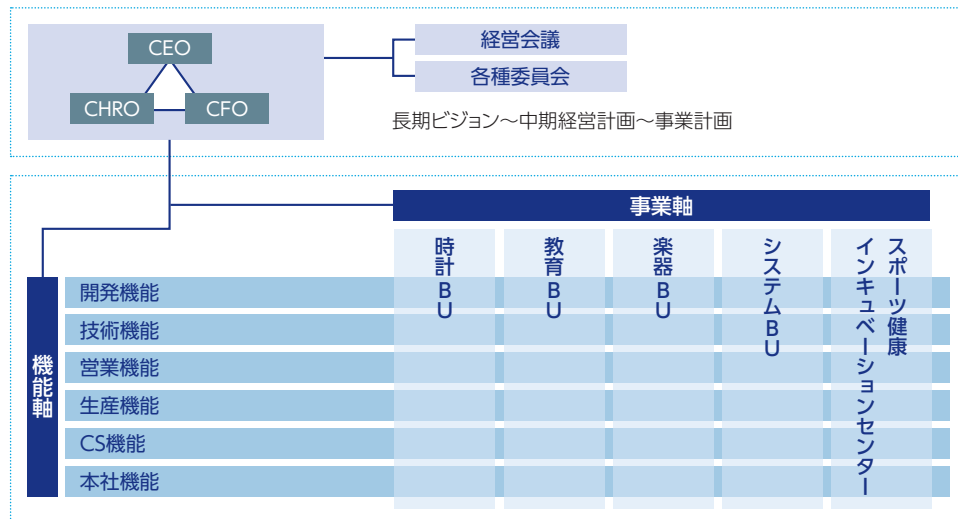 CEO
CHRO
CFO
経営会議
各種委員会
長期ビジョン～中期経営計画～事業計画
事業軸
時計BU
教育BU
楽器BU
システムBU
スポーツ健康
インキュベーションセンター
機能軸
開発機能
技術機能
営業機能
生産機能
CS機能
本社機能